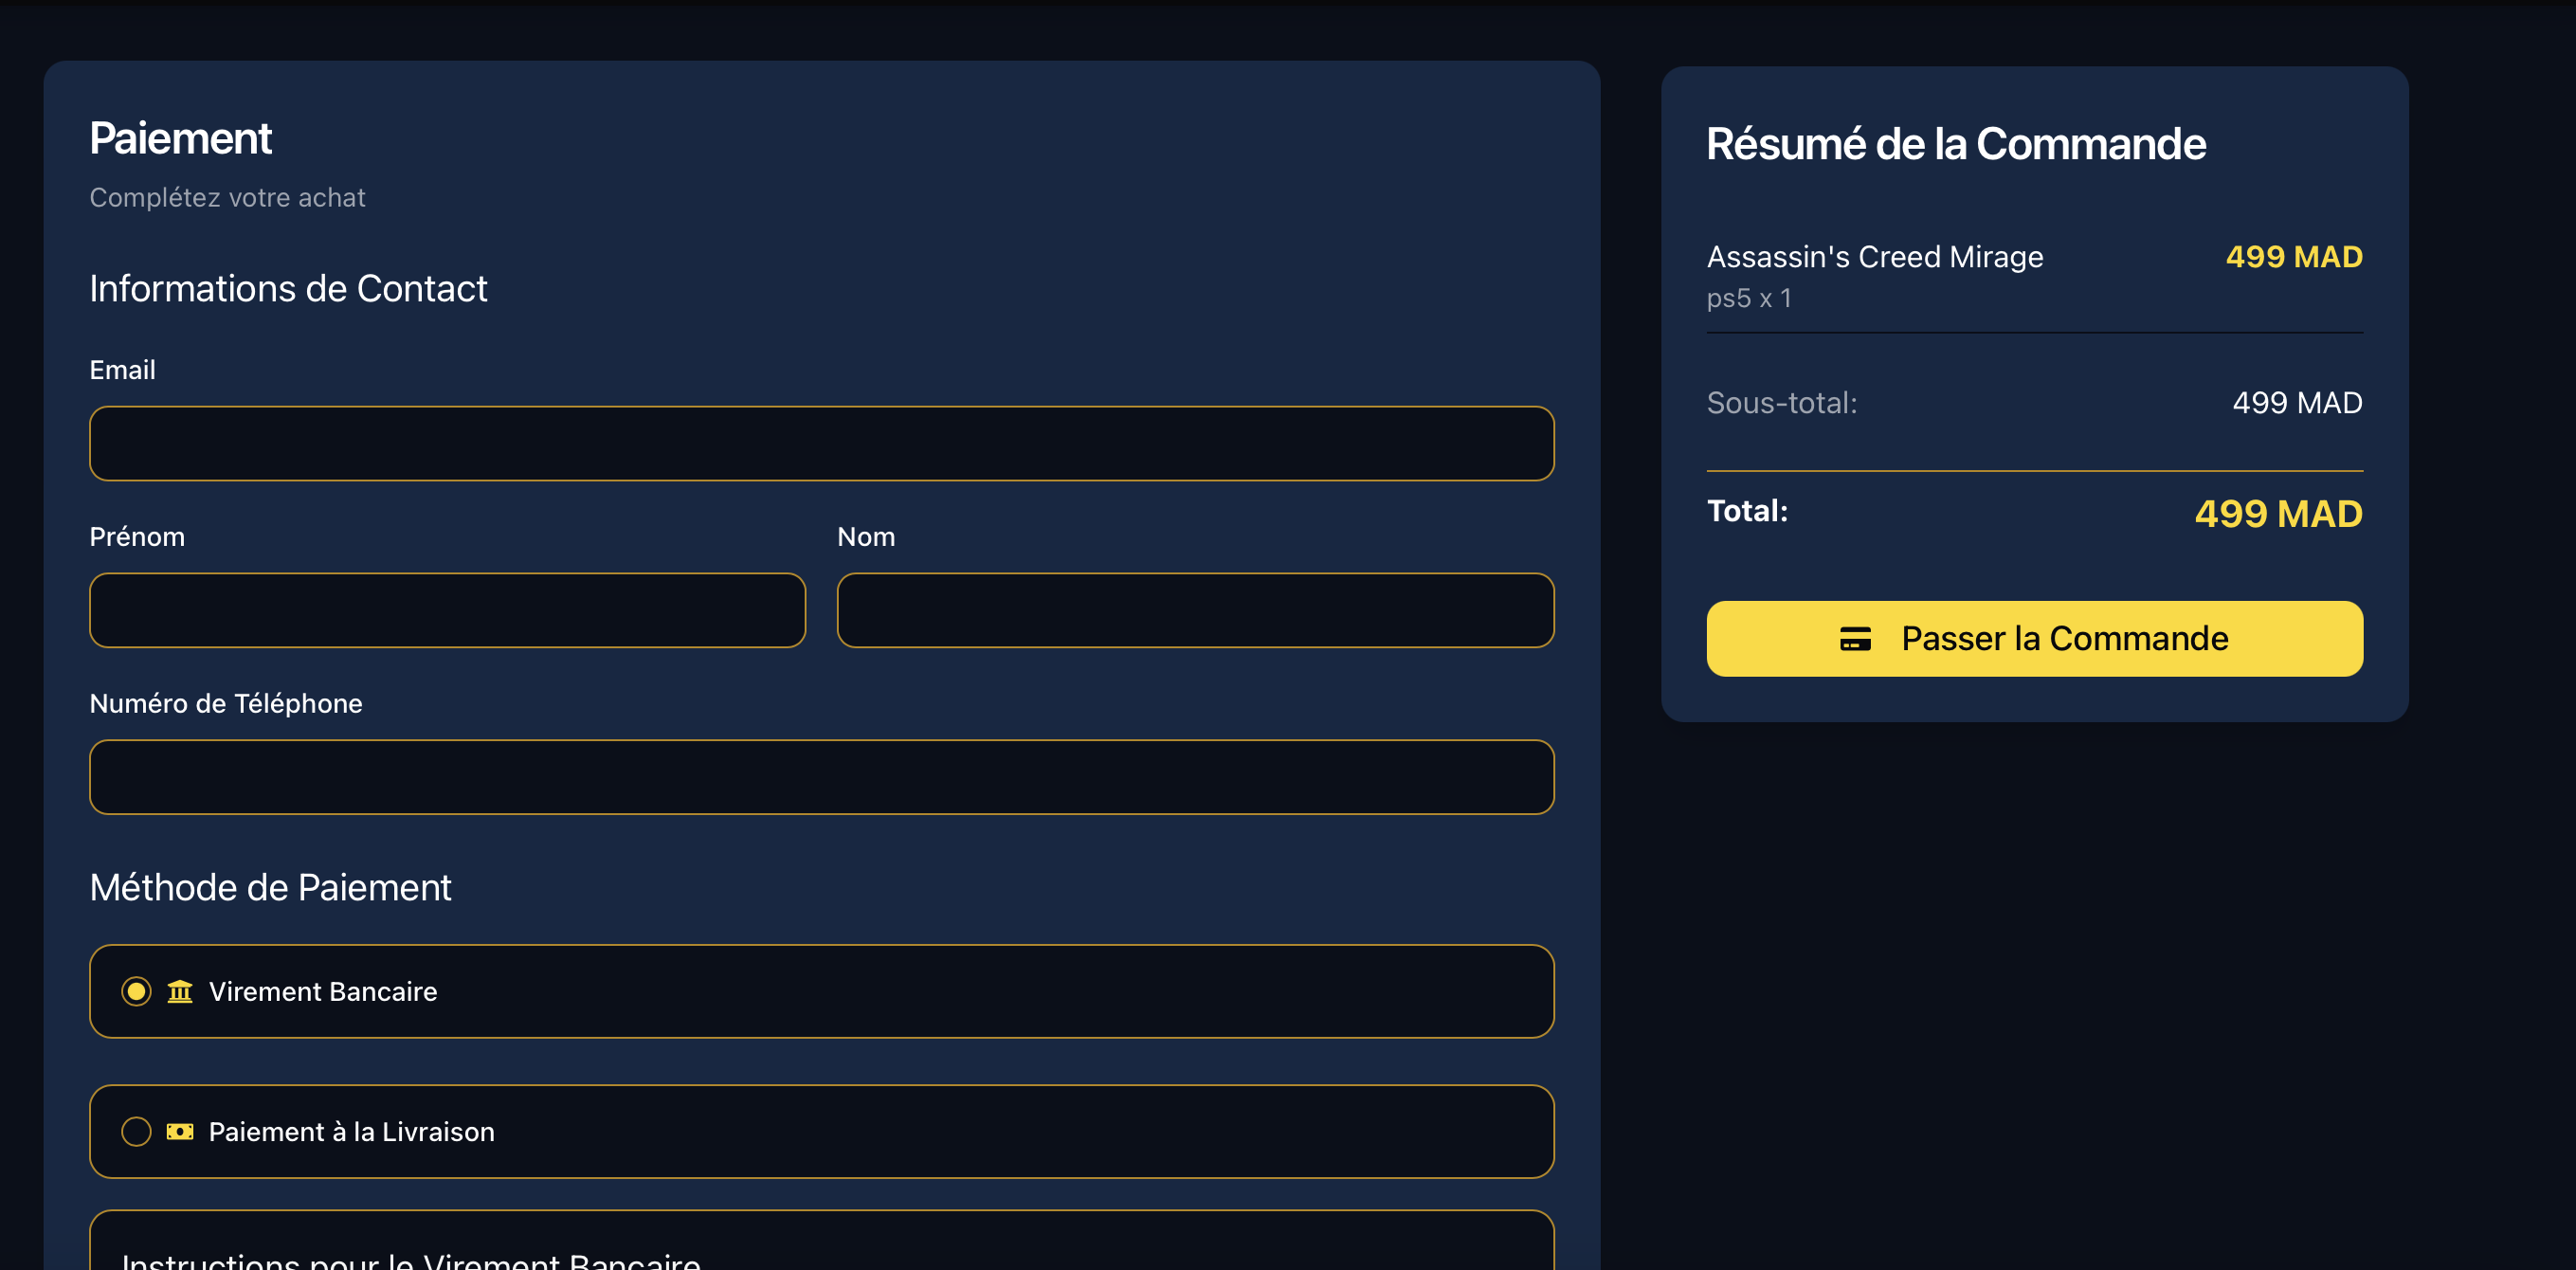 Paiement
Complétez votre achat
Informations de Contact
Email
Prénom
Nom
Numéro de Téléphone
Méthode de Paiement
Virement Bancaire
Paiement à la Livraison
Instructions pour le Virement Bancaire
Résumé de la Commande
Assassin's Creed Mirage 499 MAD
ps5 x 1
Sous-total: 499 MAD
Total: 499 MAD
Passer la Commande